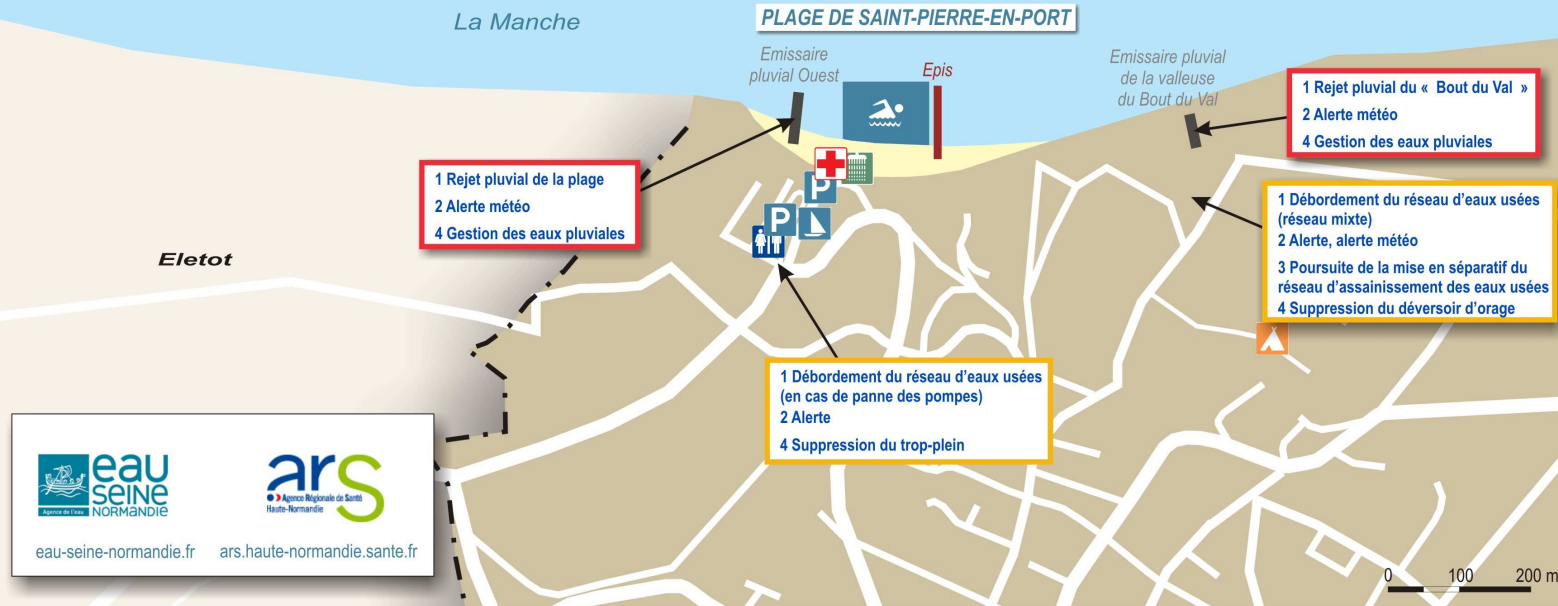 La Manche
PLAGE DE SAINT-PIERRE-EN-PORT
Emissaire
pluvial Ouest
Epis
Emissaire pluvial
de la valleuse
du Bout du Val
1 Rejet pluvial du « Bout du Val »
2 Alerte météo
4 Gestion des eaux pluviales
1 Rejet pluvial de la plage
2 Alerte météo
4 Gestion des eaux pluviales
P
P
1 Débordement du réseau d'eaux usées
(réseau mixte)
2 Alerte, alerte météo
3 Poursuite de la mise en séparatif du
réseau d'assainissement des eaux usées
4 Suppression du déversoir d'orage
Eletot
1 Débordement du réseau d'eaux usées
(en cas de panne des pompes)
2 Alerte
4 Suppression du trop-plein
eau
SEINE
NORMANDIE
Agence de l'eau
eau-seine-normandie.fr
ars
Agence Régionale de Santé
Haute-Normandie
ars.haute-normandie.sante.fr
0 100 200 m